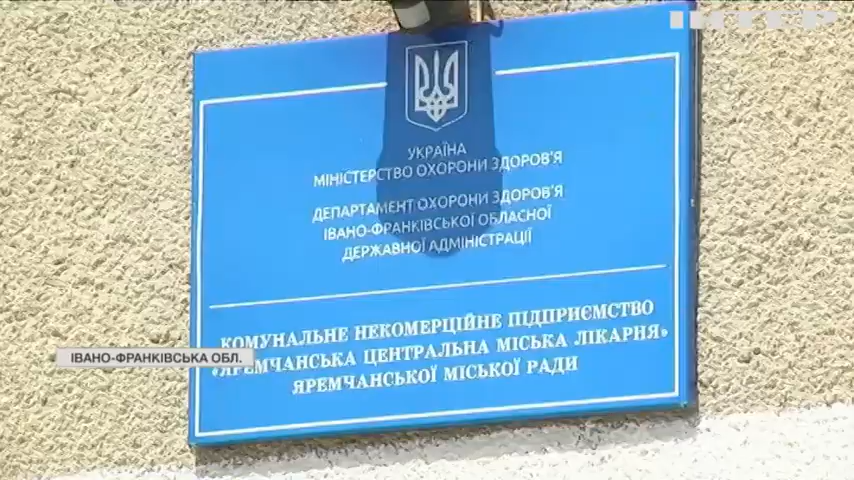 ІНТЕР
УКРАЇНА
МІНІСТЕРСТВО ОХОРОНИ ЗДОРОВ'Я
ДЕПАРТАМЕНТ ОХОРОНИ ЗДОРОВ'Я
ІВАНО-ФРАНКІВСЬКОЇ ОБЛАСНОЇ
ДЕРЖАВНОЇ АДМІНІСТРАЦІЇ
КОМУНАЛЬНЕ НЕКОМЕРЦІЙНЕ ПІДПРИЄМСТВО
«ЯРЕМЧАНСЬКА ЦЕНТРАЛЬНА МІСЬКА ЛІКАРНЯ»
ЯРЕМЧАНСЬКОЇ МІСЬКОЇ РАДИ
ІВАНО-ФРАНКІВСЬКА ОБЛ.